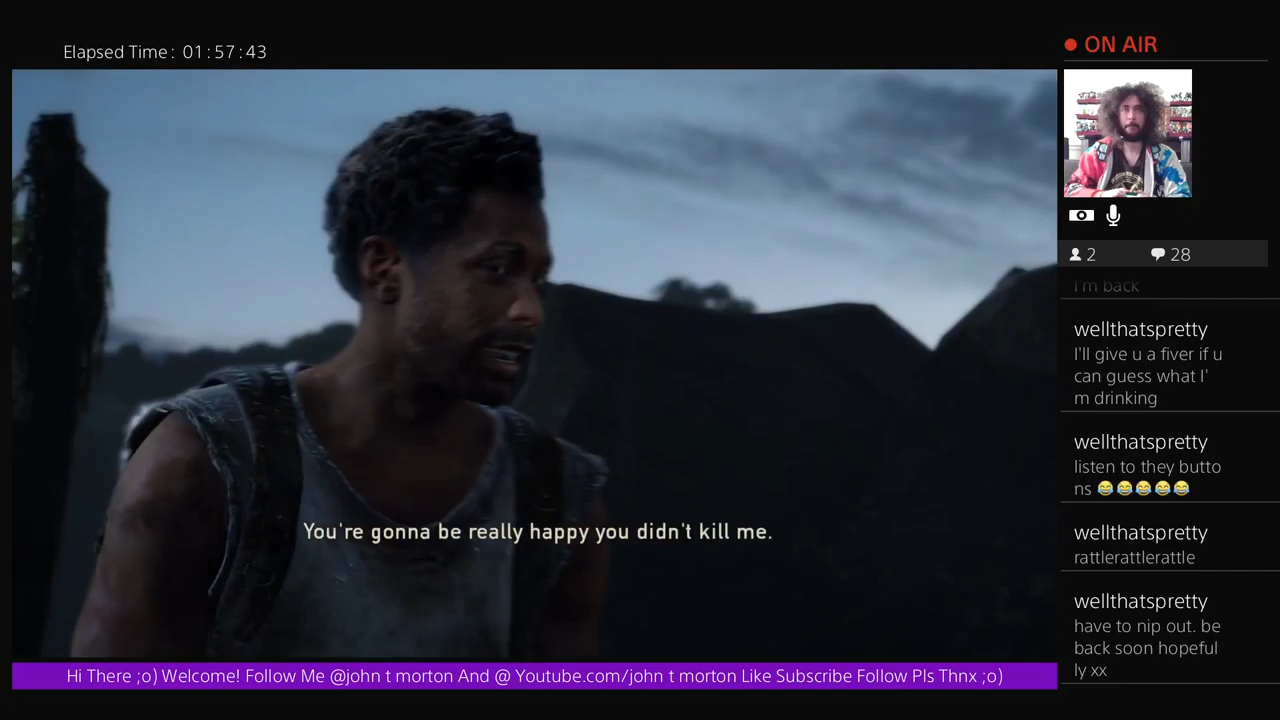 Elapsed Time: 01:57:43
ON AIR
2 28
I'm back
wellthatspretty
I'll give u a fiver if u
can guess what I'
m drinking
wellthatspretty
listen to they butto
ns 😂😂😂😂😂
wellthatspretty
rattlerattlerattle
wellthatspretty
have to nip out. be
back soon hopeful
ly xx
You're gonna be really happy you didn't kill me.
Hi There ;o) Welcome! Follow Me @john t morton And @ Youtube.com/john t morton Like Subscribe Follow Pls Thnx ;o)